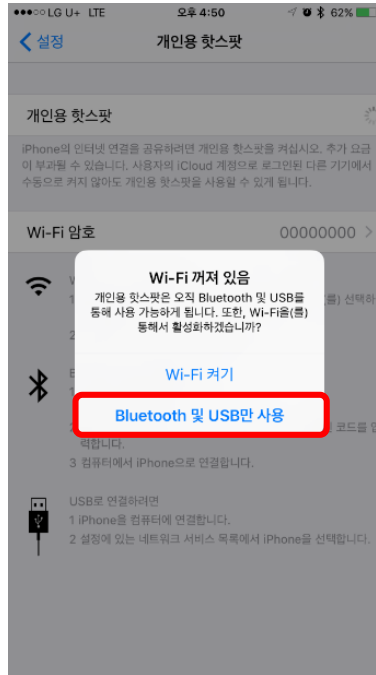 LG U+ LTE 오후 4:50 62%
설정 개인용 핫스팟
개인용 핫스팟
iPhone의 인터넷 연결을 공유하려면 개인용 핫스팟을 켜십시오. 추가 요금
이 부과될 수 있습니다. 사용자의 iCloud 계정으로 로그인된 다른 기기에서
수동으로 켜지 않아도 개인용 핫스팟을 사용할 수 있게 됩니다.
Wi-Fi 암호 00000000
Wi-Fi 꺼져 있음
개인용 핫스팟은 오직 Bluetooth 및 USB를
통해 사용 가능하게 됩니다. 또한, Wi-Fi을(를)
통해서 활성화하겠습니까?
(를) 선택하
Wi-Fi 켜기
Bluetooth 및 USB만 사용
코드를 입
력합니다.
3 컴퓨터에서 iPhone으로 연결합니다.
USB로 연결하려면
1 iPhone을 컴퓨터에 연결합니다.
2 설정에 있는 네트워크 서비스 목록에서 iPhone을 선택합니다.